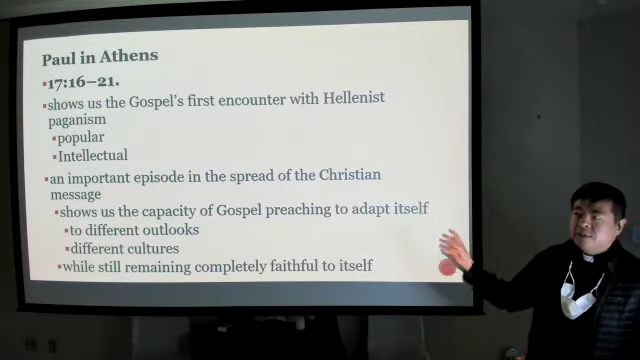 Paul in Athens
▪17:16–21.
▪shows us the Gospel's first encounter with Hellenist
paganism
▪popular
▪Intellectual
▪an important episode in the spread of the Christian
message
▪shows us the capacity of Gospel preaching to adapt itself
▪to different outlooks
▪different cultures
▪while still remaining completely faithful to itself